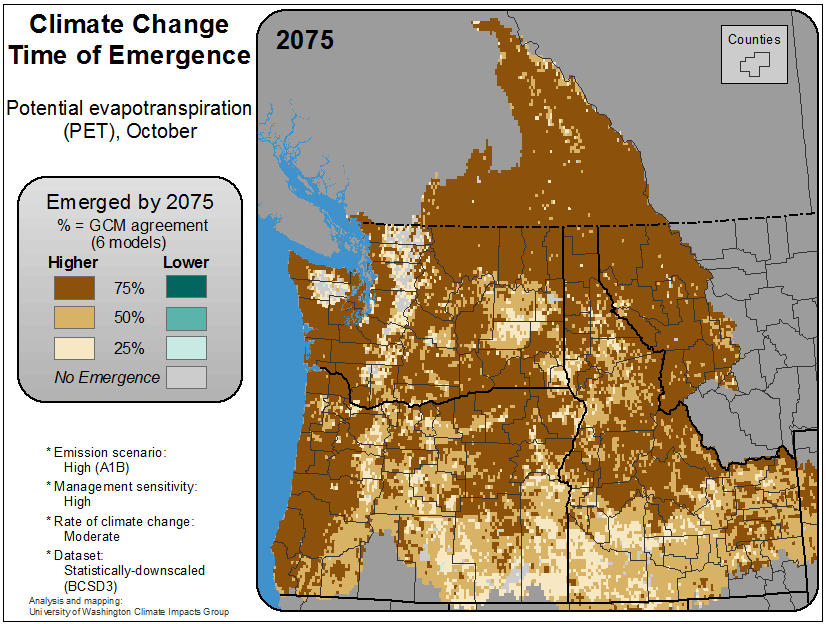 Climate Change
Time of Emergence
Potential evapotranspiration
(PET), October
Emerged by 2075
% = GCM agreement
(6 models)
Higher Lower
75%
50%
25%
No Emergence
* Emission scenario:
High (A1B)
* Management sensitivity:
High
* Rate of climate change:
Moderate
* Dataset:
Statistically-downscaled
(BCSD3)
Analysis and mapping:
University of Washington Climate Impacts Group
2075
Counties